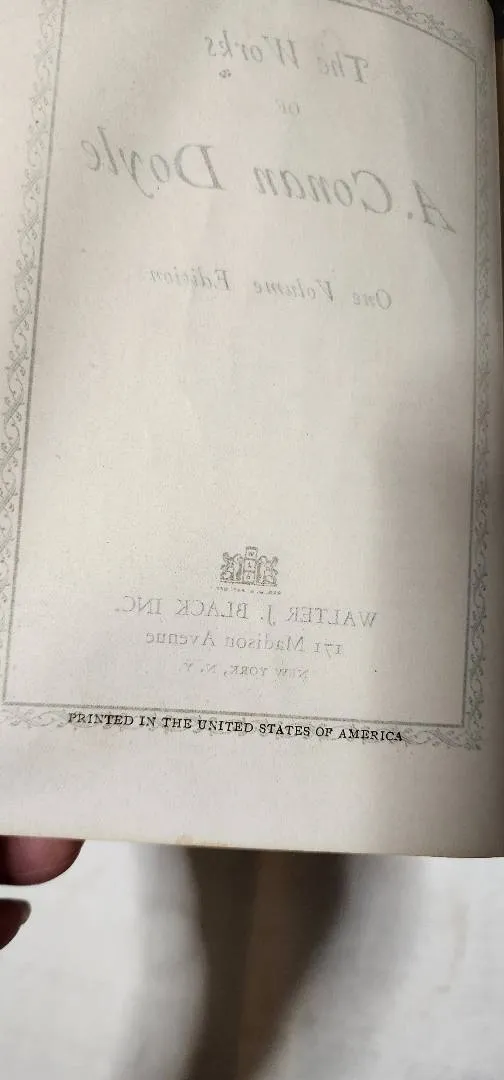 The Works
OF
A. Conan Doyle
One Volume Edition
WALTER J. BLACK INC.
171 Madison Avenue
NEW YORK, N. Y.
PRINTED IN THE UNITED STATES OF AMERICA